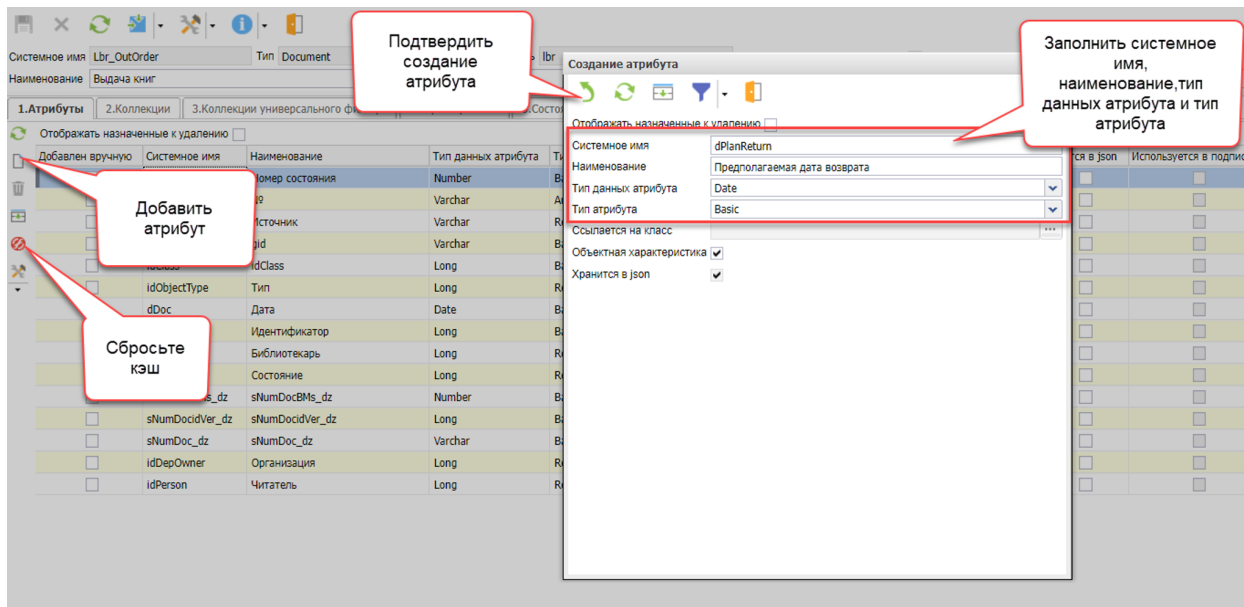 Системное имя Lbr_OutOrder Тип Document lbr
Наименование Выдача книг
1.Атрибуты 2.Коллекции 3.Коллекции универсального
Отображать назначенные к удалению
Добавлен вручную Системное имя Наименование Тип данных атрибута
Номер состояния Number
№ Varchar
Источник Varchar
gid Varchar
idClass idClass Long
idObjectType Тип Long
dDoc Дата Date
Идентификатор Long
Библиотекарь Long
Состояние Long
sNumDocBMs_dz Number
sNumDocidVer_dz sNumDocidVer_dz Long
sNumDoc_dz sNumDoc_dz Varchar
idDepOwner Организация Long
idPerson Читатель Long
Добавить
атрибут
Сбросьте
кэш
Подтвердить
создание
атрибута
Создание атрибута
Отображать назначенные к удалению
Системное имя dPlanReturn
Наименование Предполагаемая дата возврата
Тип данных атрибута Date
Тип атрибута Basic
Ссылается на класс
Объектная характеристика
Хранится в json
Заполнить системное
имя,
наименование,тип
данных атрибута и тип
атрибута
в json Используется в